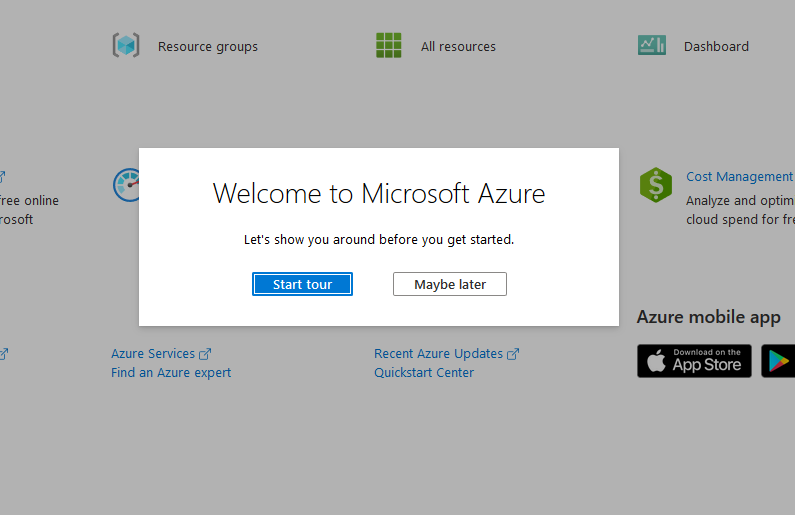 Resource groups
All resources
Dashboard
Welcome to Microsoft Azure
Let's show you around before you get started.
Start tour
Maybe later
free online
rosoft
Cost Management
Analyze and optim
cloud spend for fre
Azure Services
Find an Azure expert
Recent Azure Updates
Quickstart Center
Azure mobile app
Download on the
App Store